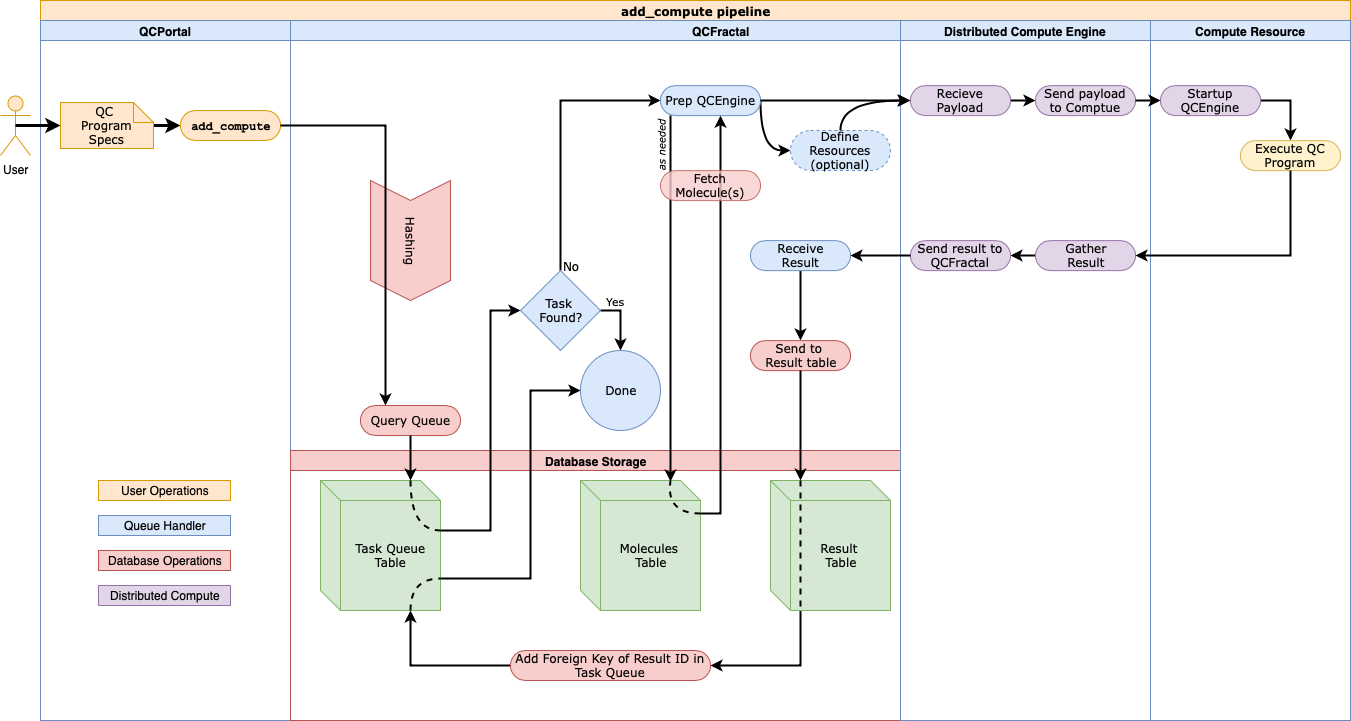 add_compute pipeline
QCPortal
QCFractal
Distributed Compute Engine
Compute Resource
User
QC
Program
Specs
add_compute
Hashing
Query Queue
Task
Found?
No
Yes
Done
Prep QCEngine
as needed
Fetch
Molecule(s)
Define
Resources
(optional)
Recieve
Payload
Send payload
to Comptue
Startup
QCEngine
Execute QC
Program
Gather
Result
Send result to
QCFractal
Receive
Result
Send to
Result table
Database Storage
Task Queue
Table
Molecules
Table
Result
Table
Add Foreign Key of Result ID in
Task Queue
User Operations
Queue Handler
Database Operations
Distributed Compute